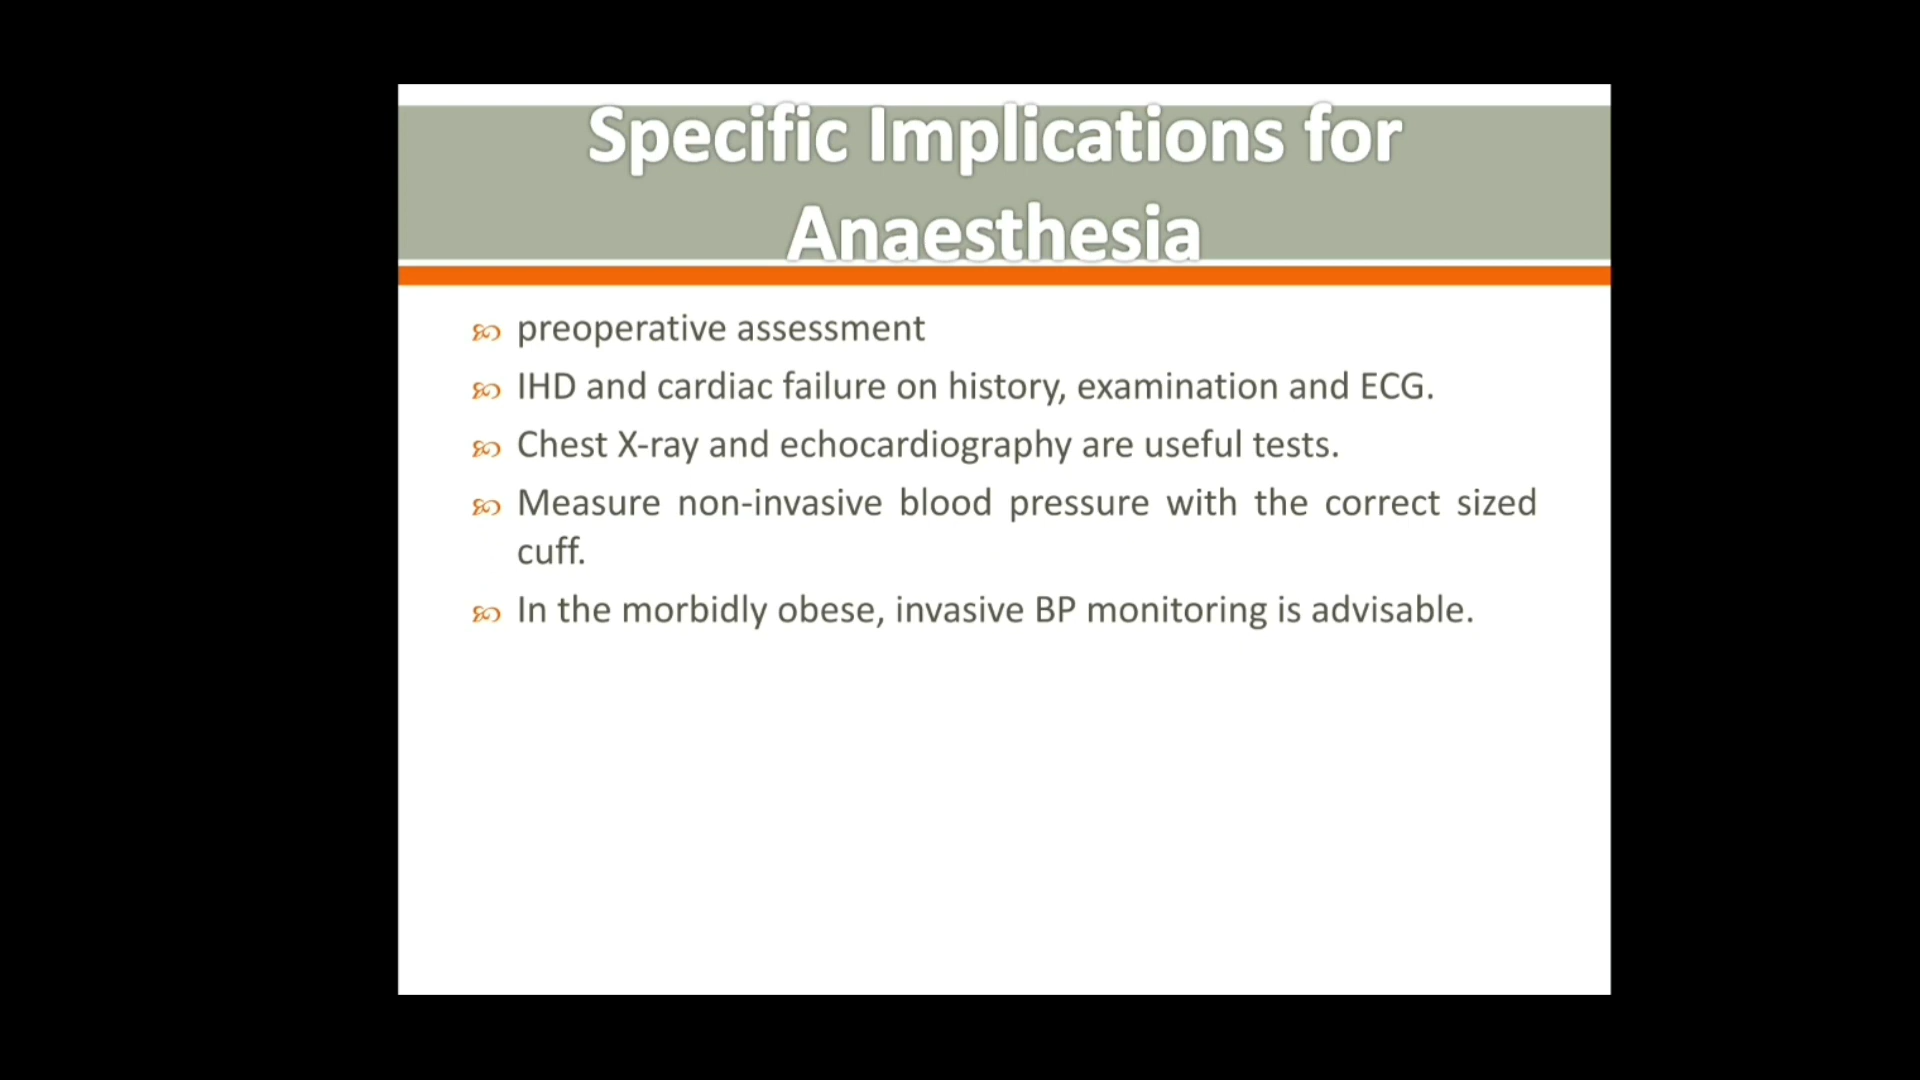 Specific Implications for
Anaesthesia
preoperative assessment
IHD and cardiac failure on history, examination and ECG.
Chest X-ray and echocardiography are useful tests.
Measure non-invasive blood pressure with the correct sized
cuff.
In the morbidly obese, invasive BP monitoring is advisable.